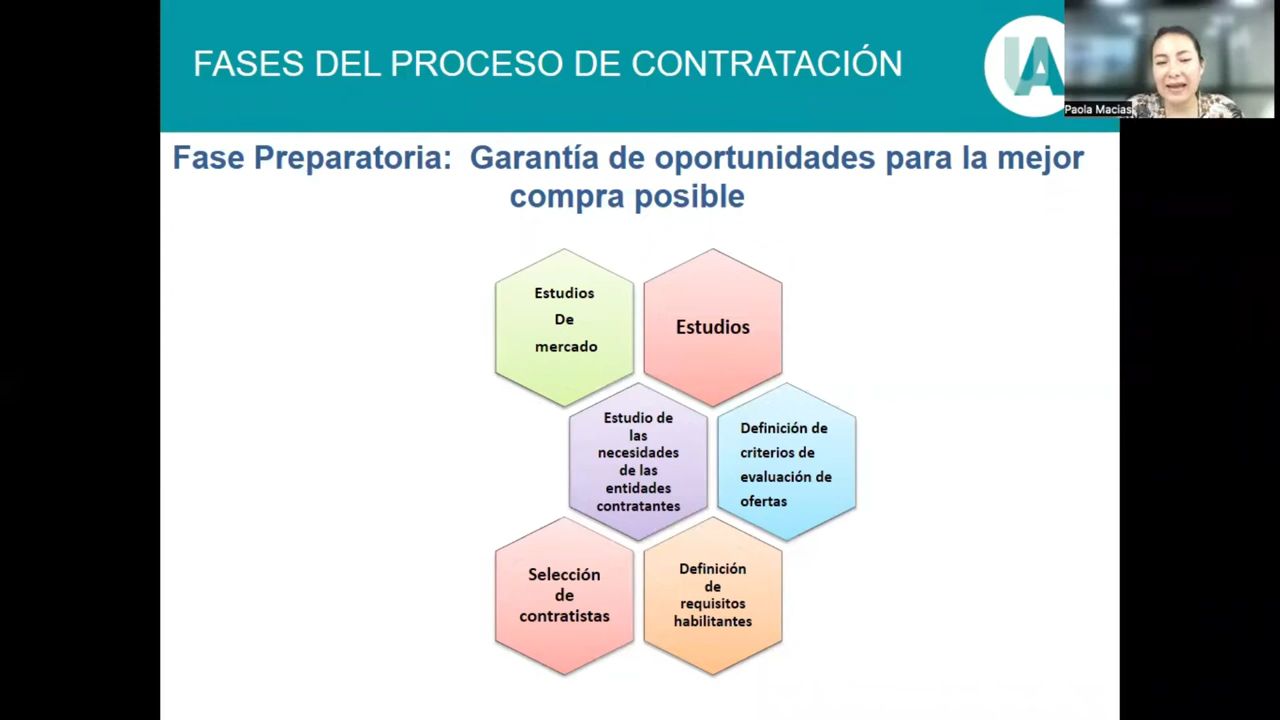 FASES DEL PROCESO DE CONTRATACIÓN
UA
Paola Macias
Fase Preparatoria: Garantía de oportunidades para la mejor
compra posible
Estudios
De
mercado
Estudios
Estudio de
las
necesidades
de las
entidades
contratantes
Definición de
criterios de
evaluación de
ofertas
Selección
de
contratistas
Definición
de
requisitos
habilitantes